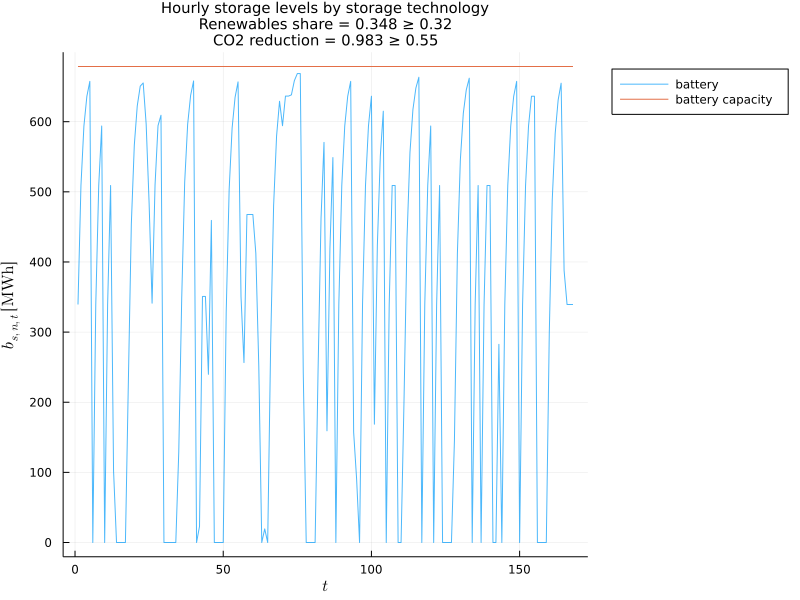 Hourly storage levels by storage technology
Renewables share = 0.348 ≥ 0.32
CO2 reduction = 0.983 ≥ 0.55
battery
battery capacity
600
500
400
300
200
100
0
b_{s, n, t} [MWh]
0 50 100 150
t